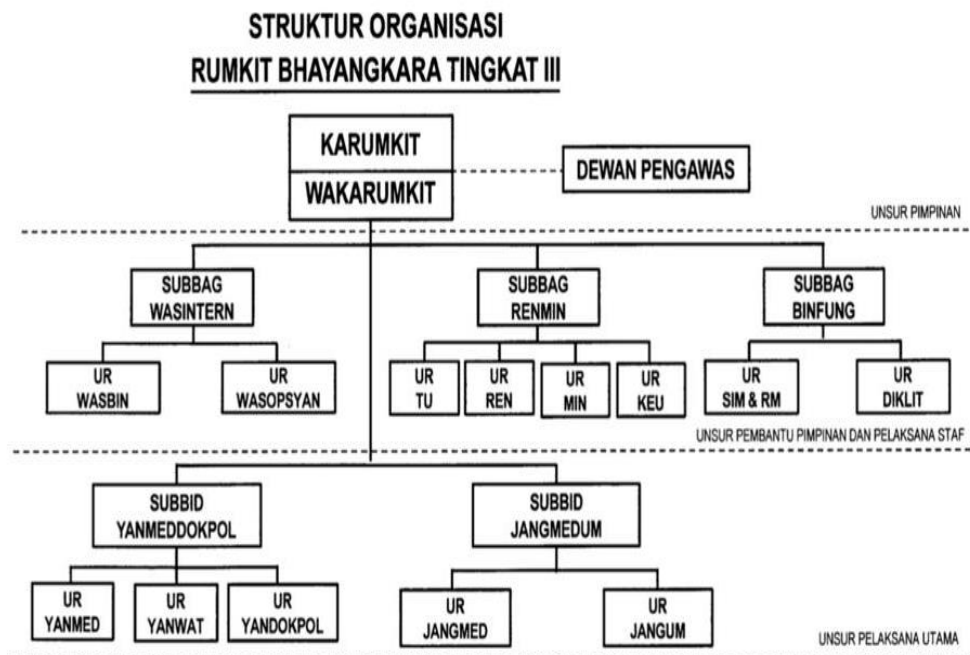 STRUKTUR ORGANISASI
RUMKIT BHAYANGKARA TINGKAT III
KARUMKIT
WAKARUMKIT
DEWAN PENGAWAS
UNSUR PIMPINAN
SUBBAG
WASINTERN
SUBBAG
RENMIN
SUBBAG
BINFUNG
UR
WASBIN
UR
WASOPSYAN
UR
TU
UR
REN
UR
MIN
UR
KEU
UR
SIM & RM
UR
DIKLIT
UNSUR PEMBANTU PIMPINAN DAN PELAKSANA STAF
SUBBID
YANMEDDOKPOL
SUBBID
JANGMEDUM
UR
YANMED
UR
YANWAT
UR
YANDOKPOL
UR
JANGMED
UR
JANGUM
UNSUR PELAKSANA UTAMA